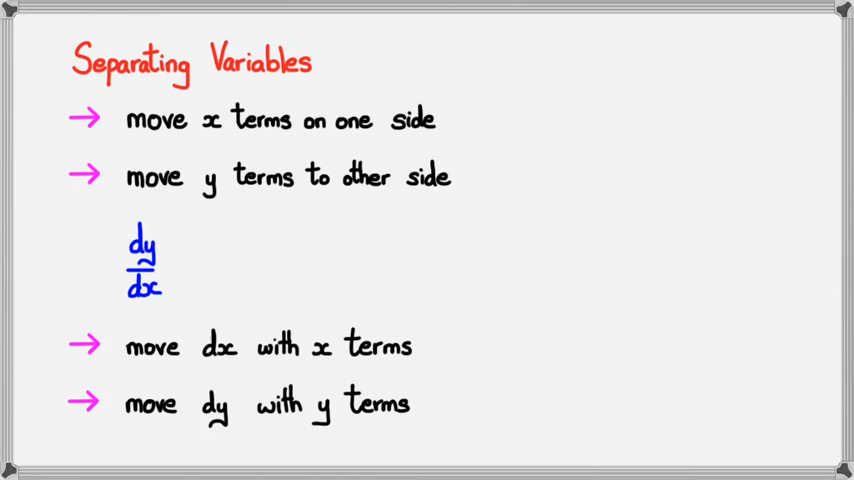 Separating Variables
→ move x terms on one side
→ move y terms to other side
dy
dx
→ move dx with x terms
→ move dy with y terms